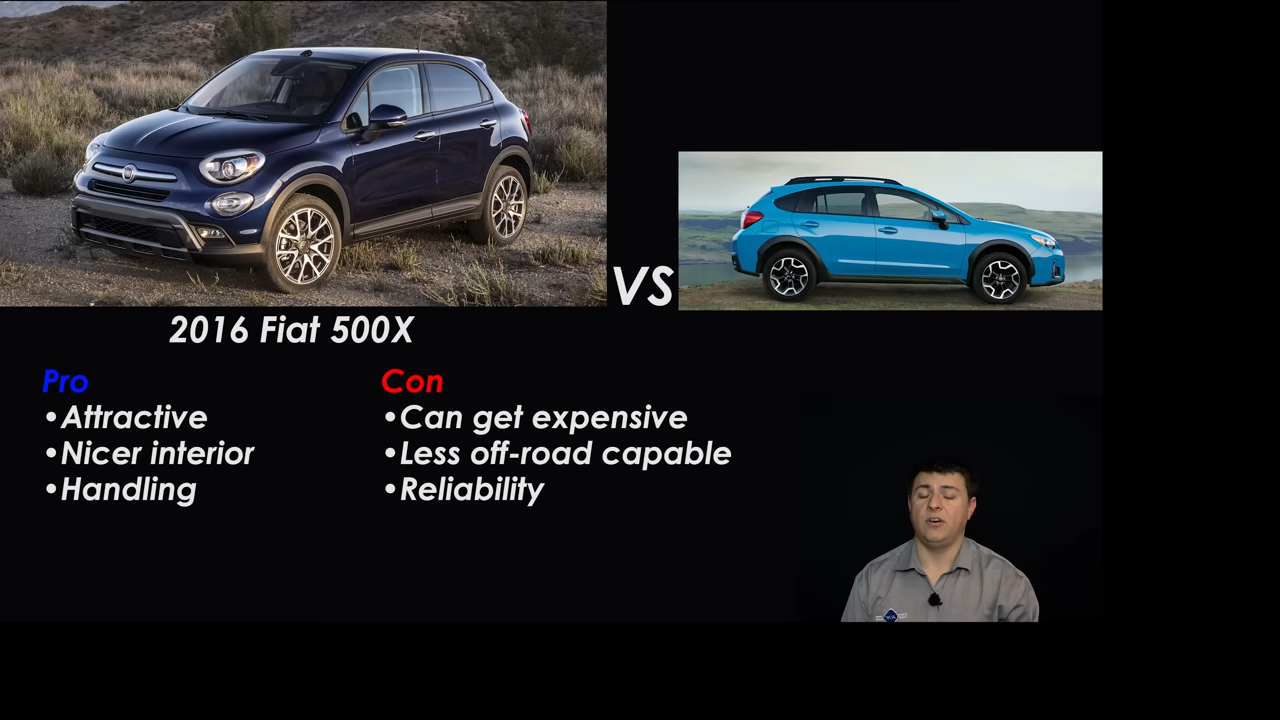 VS
2016 Fiat 500X
Pro
•Attractive
•Nicer interior
•Handling
Con
•Can get expensive
•Less off-road capable
•Reliability